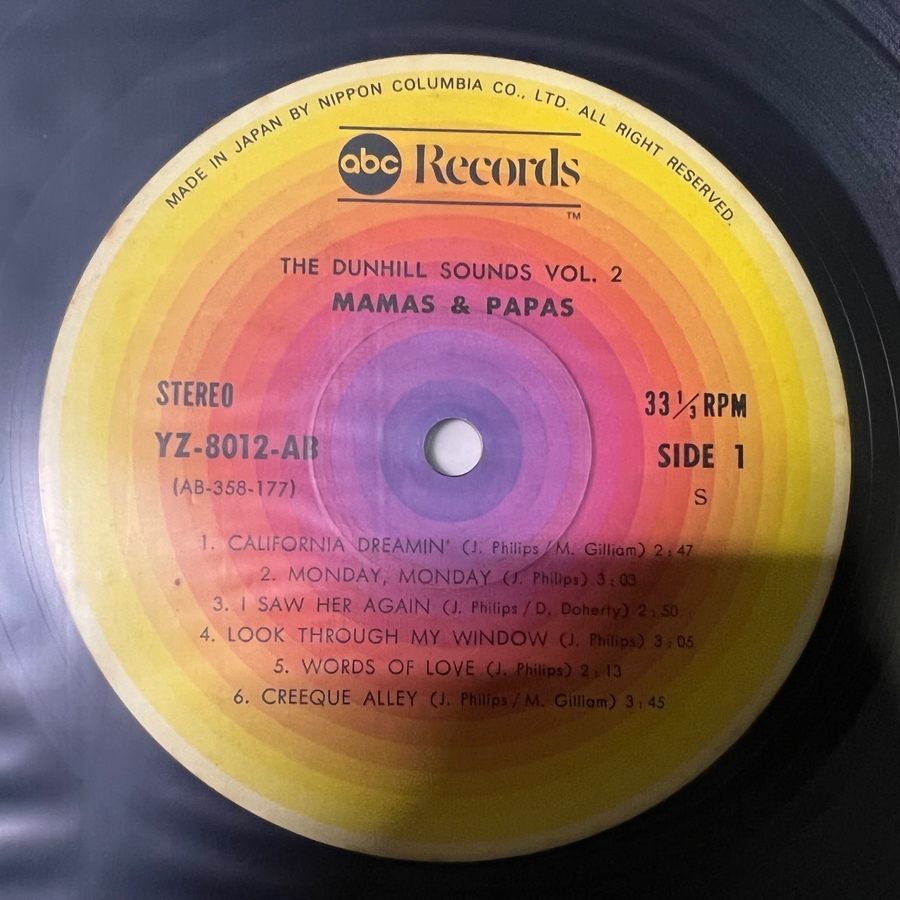 MADE IN JAPAN BY NIPPON COLUMBIA CO., LTD. ALL RIGHT RESERVED.
abc Records
TM
THE DUNHILL SOUNDS VOL. 2
MAMAS & PAPAS
STEREO
33 1/3 RPM
YZ-8012-AB
SIDE 1
(AB-358-177)
S
1. CALIFORNIA DREAMIN' (J. Philips / M. Gilliam) 2:47
2. MONDAY, MONDAY (J. Philips) 3:03
3. I SAW HER AGAIN (J. Philips / D. Doherty) 2:50
4. LOOK THROUGH MY WINDOW (J. Philips) 3:05
5. WORDS OF LOVE (J. Philips) 2:13
6. CREEQUE ALLEY (J. Philips / M. Gilliam) 3:45